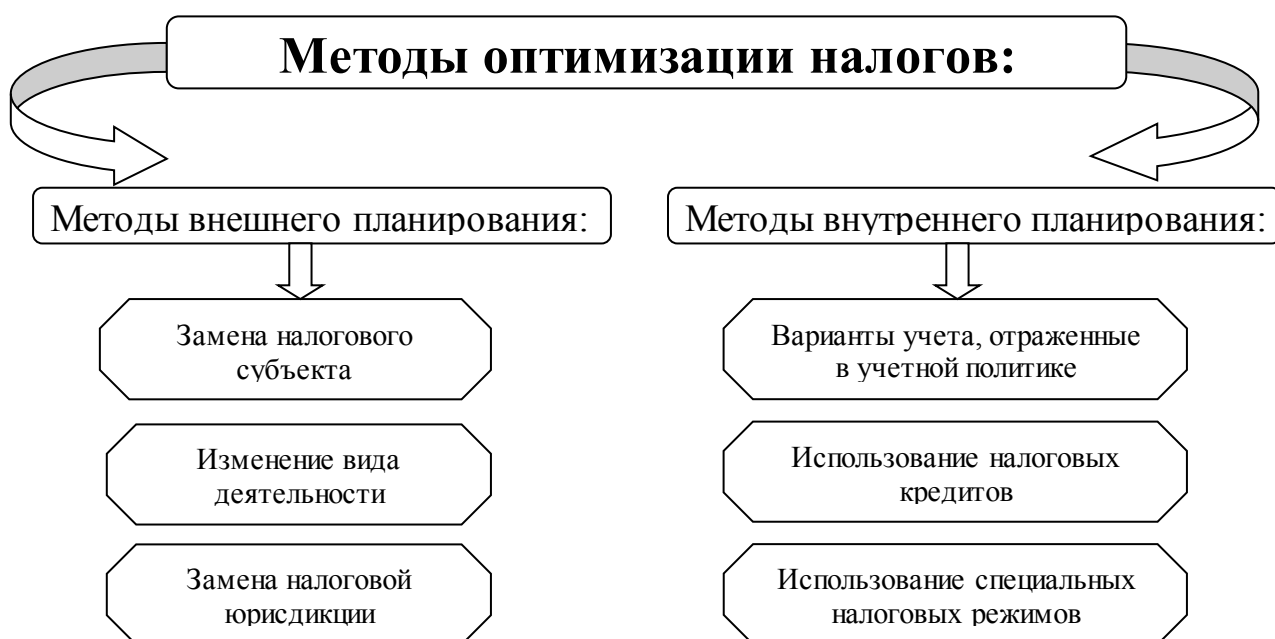 Методы оптимизации налогов:
Методы внешнего планирования:
Замена налогового
субъекта
Изменение вида
деятельности
Замена налоговой
юрисдикции
Методы внутреннего планирования:
Варианты учета, отраженные
в учетной политике
Использование налоговых
кредитов
Использование специальных
налоговых режимов